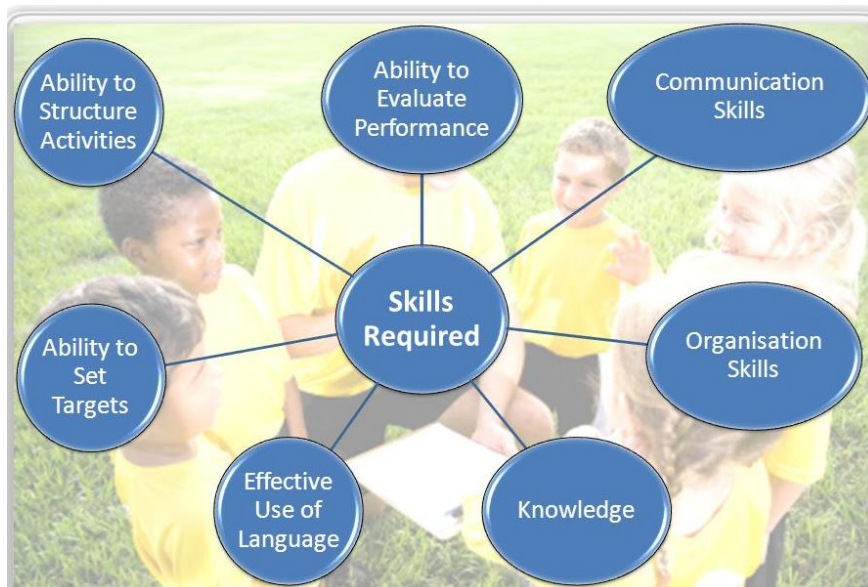 Ability to
Structure
Activities
Ability to
Evaluate
Performance
Communication
Skills
Skills
Required
Ability to
Set
Targets
Organisation
Skills
Effective
Use of
Language
Knowledge